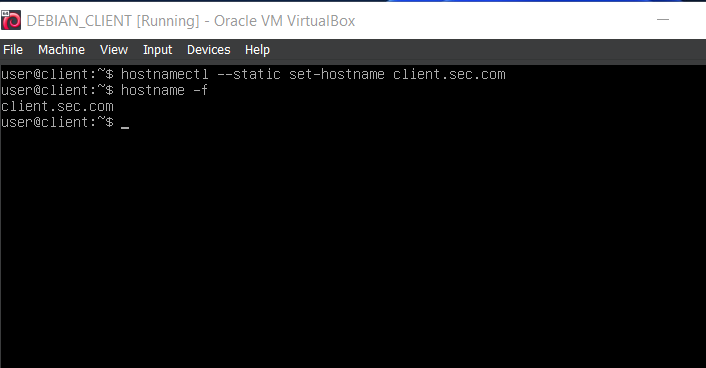 DEBIAN_CLIENT [Running] - Oracle VM VirtualBox
File Machine View Input Devices Help
user@client:~$ hostnamectl --static set-hostname client.sec.com
user@client:~$ hostname -f
client.sec.com
user@client:~$ _